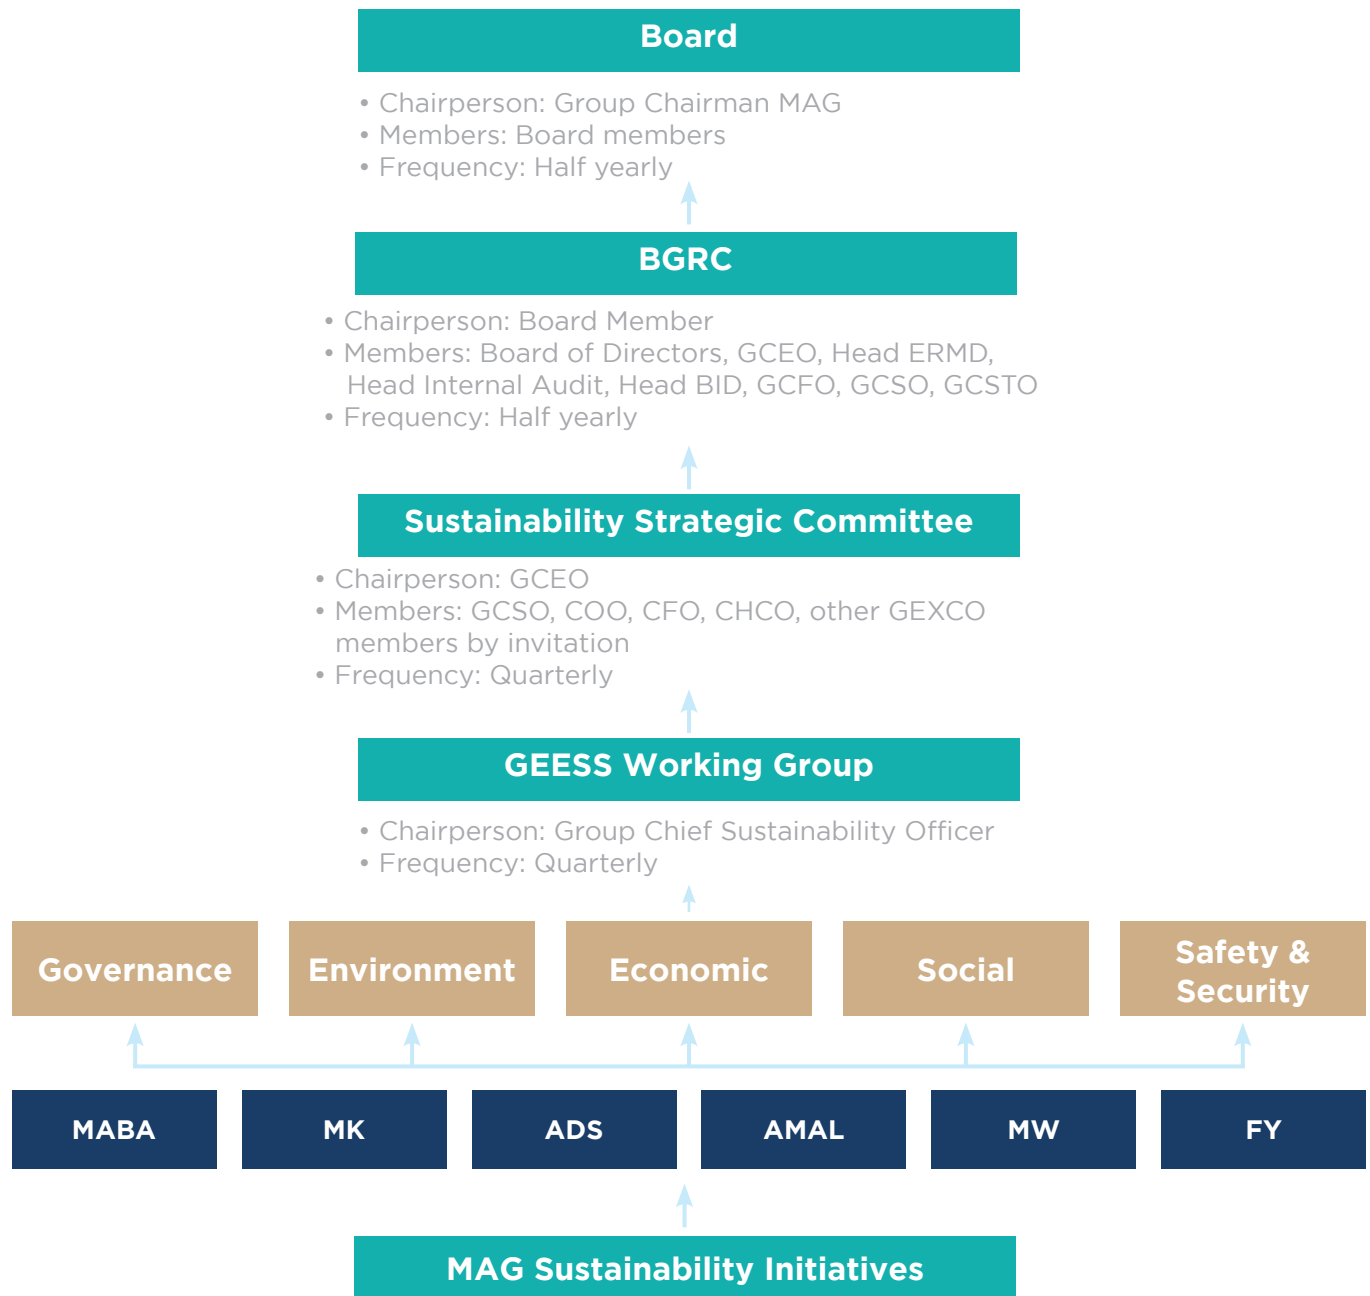 Board
• Chairperson: Group Chairman MAG
• Members: Board members
• Frequency: Half yearly
BGRC
• Chairperson: Board Member
• Members: Board of Directors, GCEO, Head ERMD,
Head Internal Audit, Head BID, GCFO, GCSO, GCSTO
• Frequency: Half yearly
Sustainability Strategic Committee
• Chairperson: GCEO
• Members: GCSO, COO, CFO, CHCO, other GEXCO
members by invitation
• Frequency: Quarterly
GEESS Working Group
• Chairperson: Group Chief Sustainability Officer
• Frequency: Quarterly
Governance
Environment
Economic
Social
Safety &
Security
MABA
MK
ADS
AMAL
MW
FY
MAG Sustainability Initiatives